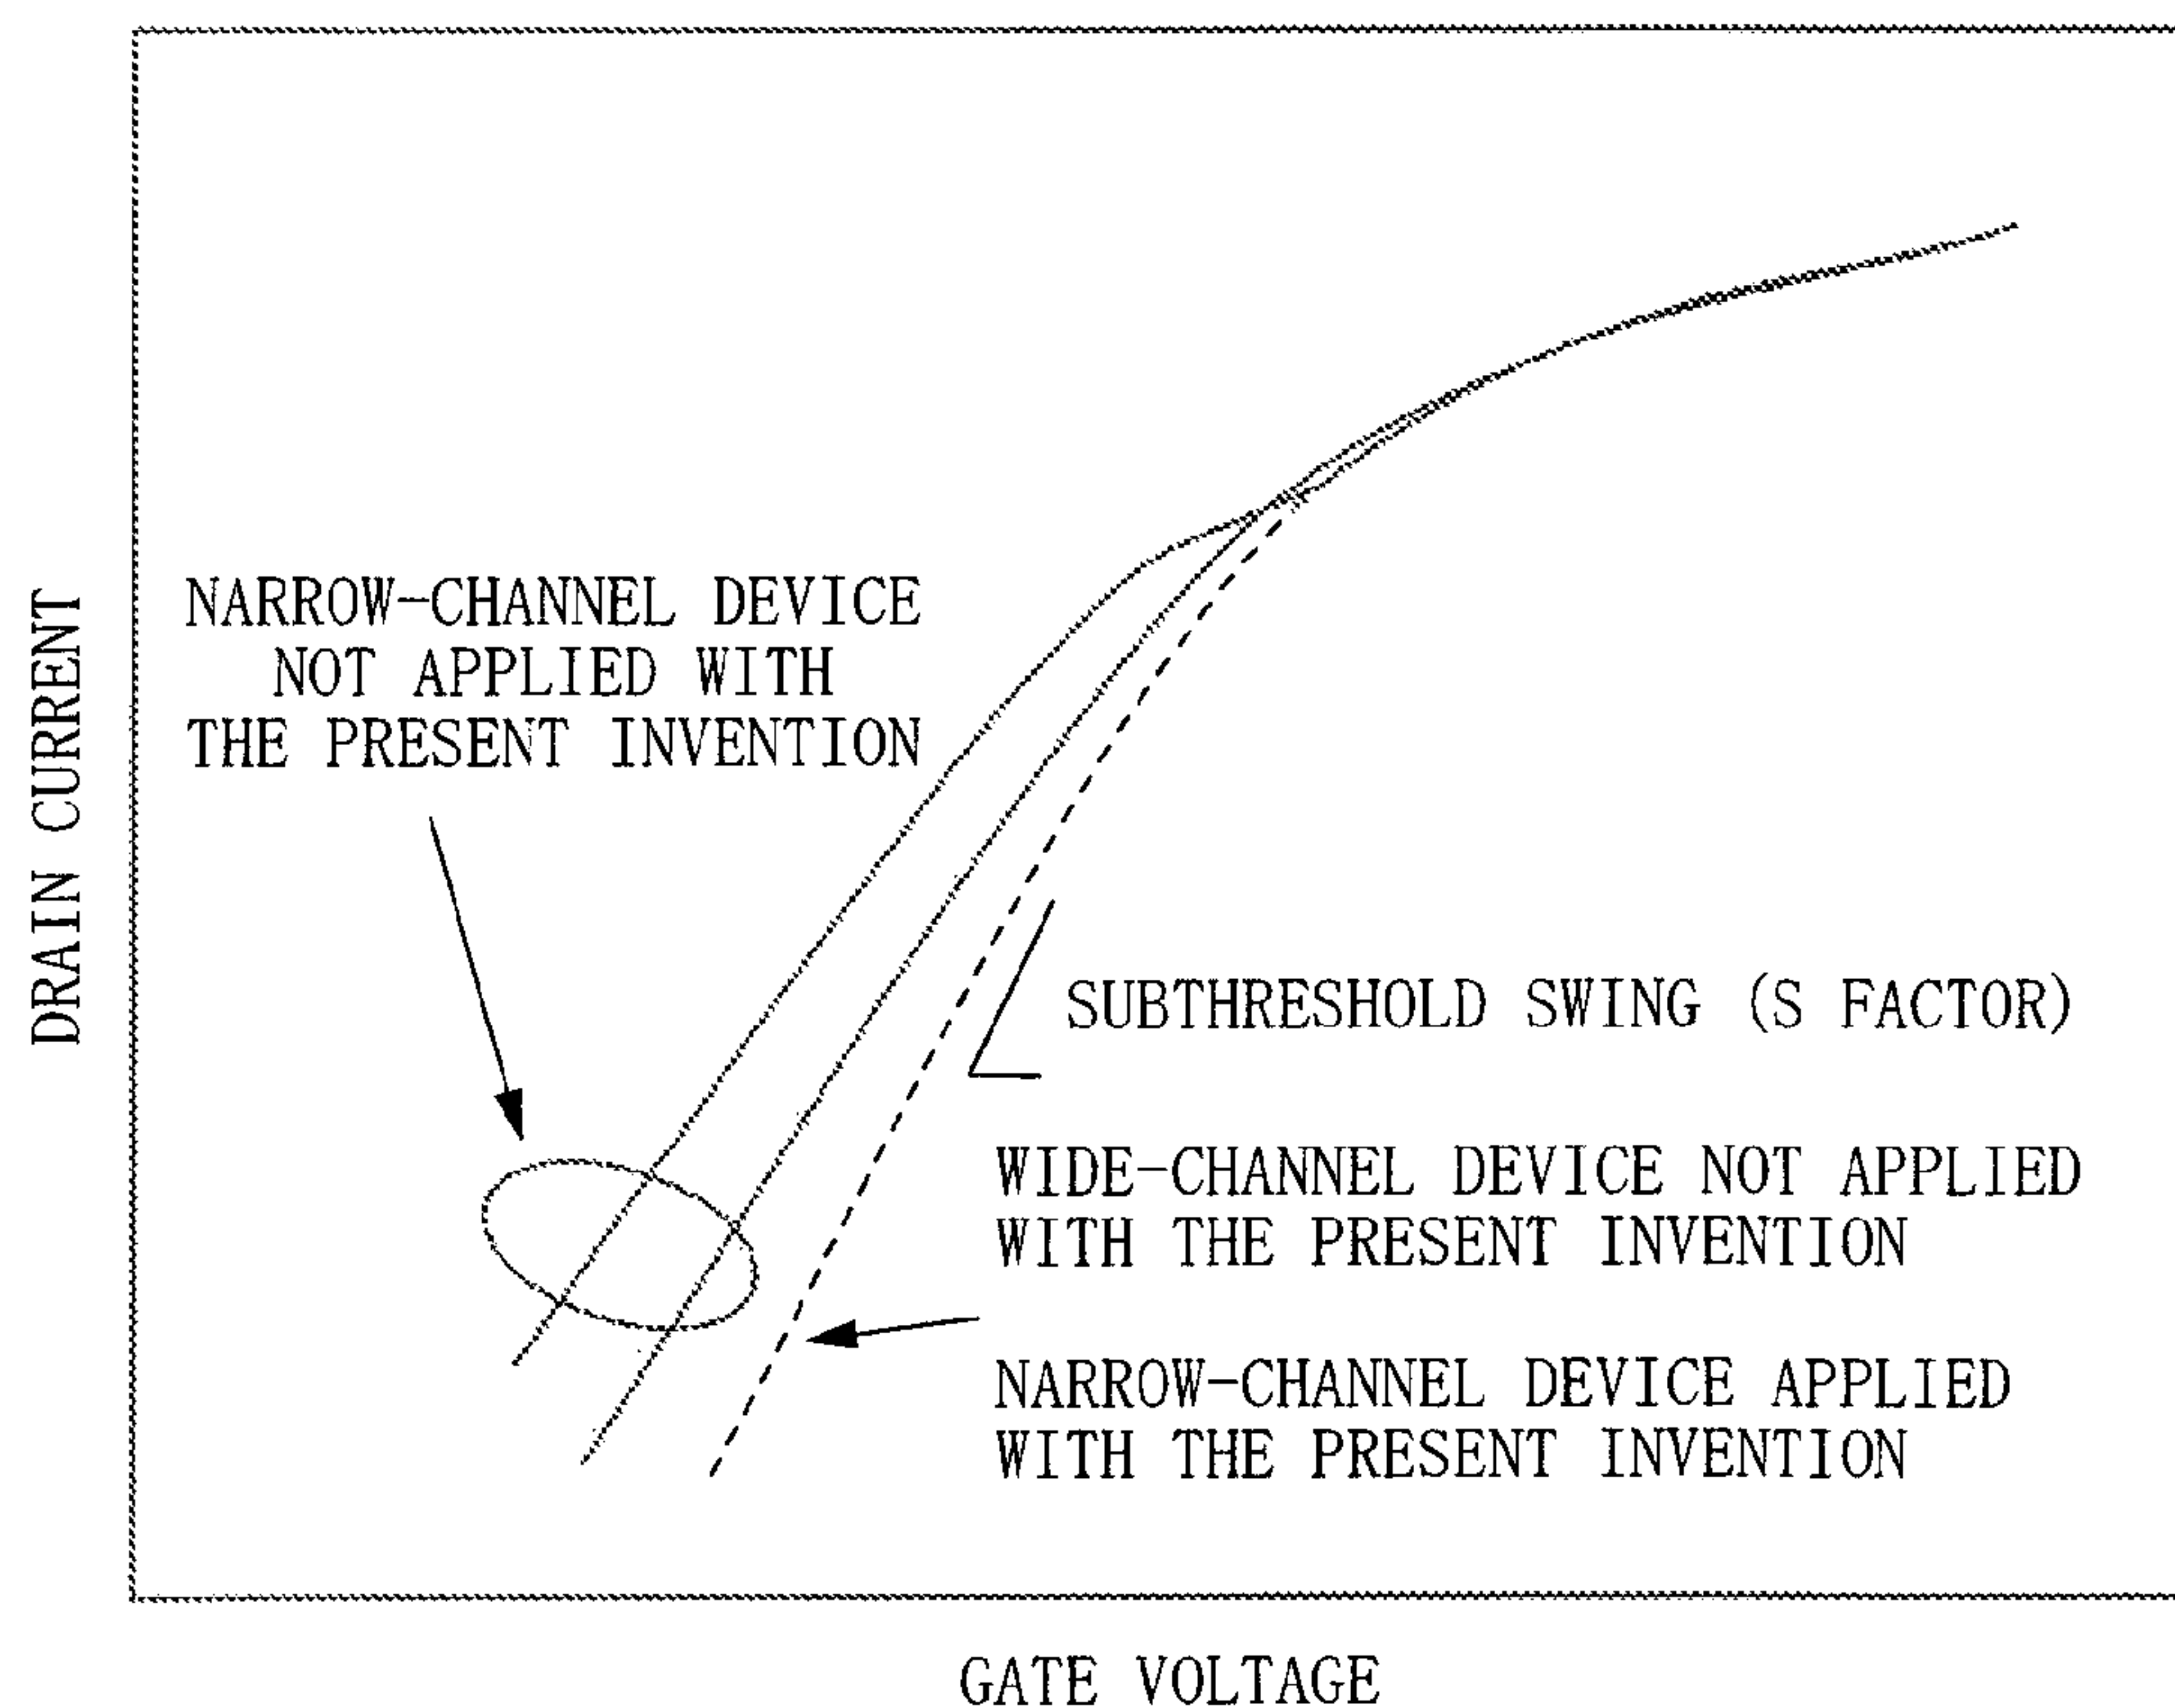 NARROW-CHANNEL DEVICE
NOT APPLIED WITH
THE PRESENT INVENTION
DRAIN CURRENT
SUBTHRESHOLD SWING (S FACTOR)
WIDE-CHANNEL DEVICE NOT APPLIED
WITH THE PRESENT INVENTION
NARROW-CHANNEL DEVICE APPLIED
WITH THE PRESENT INVENTION
GATE VOLTAGE